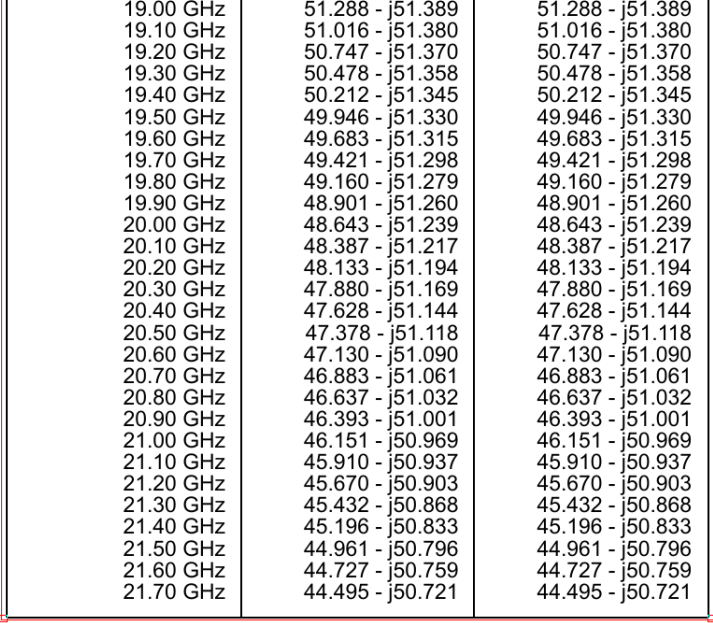 19.00 GHz 51.288 - j51.389 51.288 - j51.389
19.10 GHz 51.016 - j51.380 51.016 - j51.380
19.20 GHz 50.747 - j51.370 50.747 - j51.370
19.30 GHz 50.478 - j51.358 50.478 - j51.358
19.40 GHz 50.212 - j51.345 50.212 - j51.345
19.50 GHz 49.946 - j51.330 49.946 - j51.330
19.60 GHz 49.683 - j51.315 49.683 - j51.315
19.70 GHz 49.421 - j51.298 49.421 - j51.298
19.80 GHz 49.160 - j51.279 49.160 - j51.279
19.90 GHz 48.901 - j51.260 48.901 - j51.260
20.00 GHz 48.643 - j51.239 48.643 - j51.239
20.10 GHz 48.387 - j51.217 48.387 - j51.217
20.20 GHz 48.133 - j51.194 48.133 - j51.194
20.30 GHz 47.880 - j51.169 47.880 - j51.169
20.40 GHz 47.628 - j51.144 47.628 - j51.144
20.50 GHz 47.378 - j51.118 47.378 - j51.118
20.60 GHz 47.130 - j51.090 47.130 - j51.090
20.70 GHz 46.883 - j51.061 46.883 - j51.061
20.80 GHz 46.637 - j51.032 46.637 - j51.032
20.90 GHz 46.393 - j51.001 46.393 - j51.001
21.00 GHz 46.151 - j50.969 46.151 - j50.969
21.10 GHz 45.910 - j50.937 45.910 - j50.937
21.20 GHz 45.670 - j50.903 45.670 - j50.903
21.30 GHz 45.432 - j50.868 45.432 - j50.868
21.40 GHz 45.196 - j50.833 45.196 - j50.833
21.50 GHz 44.961 - j50.796 44.961 - j50.796
21.60 GHz 44.727 - j50.759 44.727 - j50.759
21.70 GHz 44.495 - j50.721 44.495 - j50.721